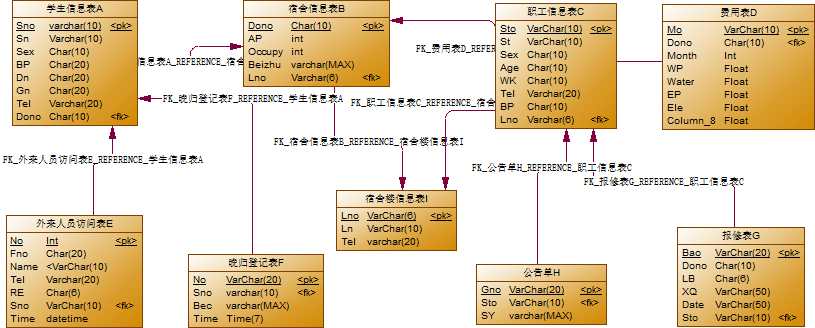 学生信息表A
Sno varchar(10) <pk>
Sn Varchar(10)
Sex Char(10)
BP Char(20)
Dn Char(20)
Gn Char(20)
Tel Varchar(20)
Dono Char(10) <fk>
宿舍信息表B
Dono Char(10) <pk>
AP int
Occupy int
Beizhu varchar(MAX)
Lno Varchar(6) <fk>
职工信息表C
Sto VarChar(10) <pk>
St VarChar(10)
Sex Char(10)
Age Char(10)
WK Char(10)
Tel Varchar(20)
BP Char(10)
Lno VarChar(6) <fk>
费用表D
Mo VarChar(10) <pk>
Dono Char(10) <fk>
Month Int
WP Float
Water Float
EP Float
Ele Float
Column_8 Float
信息表A_REFERENCE_宿舍
FK_费用表D_REFERE
FK_晚归登记表F_REFERENCE_学生信息表A
FK_职工信息表C_REFERENCE_宿舍
FK_宿舍信息表B_REFERENCE_宿舍楼信息表I
FK_外来人员访问表E_REFERENCE_学生信息表A
FK_公告单H_REFERENCE_职工信息表C
FK_报修表G_REFERENCE_职工信息表C
宿舍楼信息表I
Lno VarChar(6) <pk>
Ln VarChar(10)
Tel varchar(20)
外来人员访问表E
No Int <pk>
Fno Char(20)
Name <VarChar(10)
Tel Varchar(20)
RE Char(6)
Sno VarChar(10) <fk>
Time datetime
晚归登记表F
No VarChar(20) <pk>
Sno varchar(10) <fk>
Bec varchar(MAX)
Time Time(7)
公告单H
Gno VarChar(20) <pk>
Sto VarChar(10) <fk>
SY varchar(MAX)
报修表G
Bao VarChar(20) <pk>
Dono Char(10)
LB Char(6)
XQ VarChar(50)
Date VarChar(50)
Sto VarChar(10) <fk>